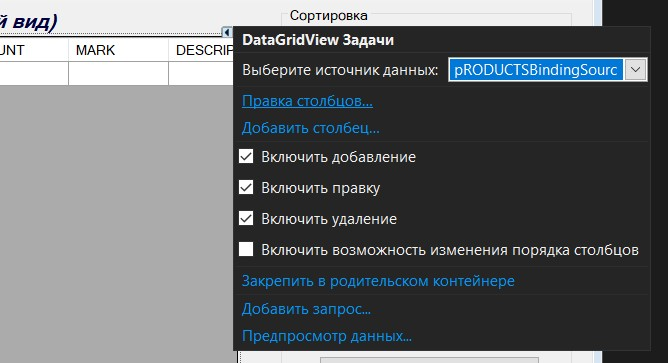 Сортировка
й вид)
UNT MARK DESCRIP
DataGridView Задачи
Выберите источник данных: pRODUCTSBindingSourc
Правка столбцов...
Добавить столбец...
Включить добавление
Включить правку
Включить удаление
Включить возможность изменения порядка столбцов
Закрепить в родительском контейнере
Добавить запрос...
Предпросмотр данных...